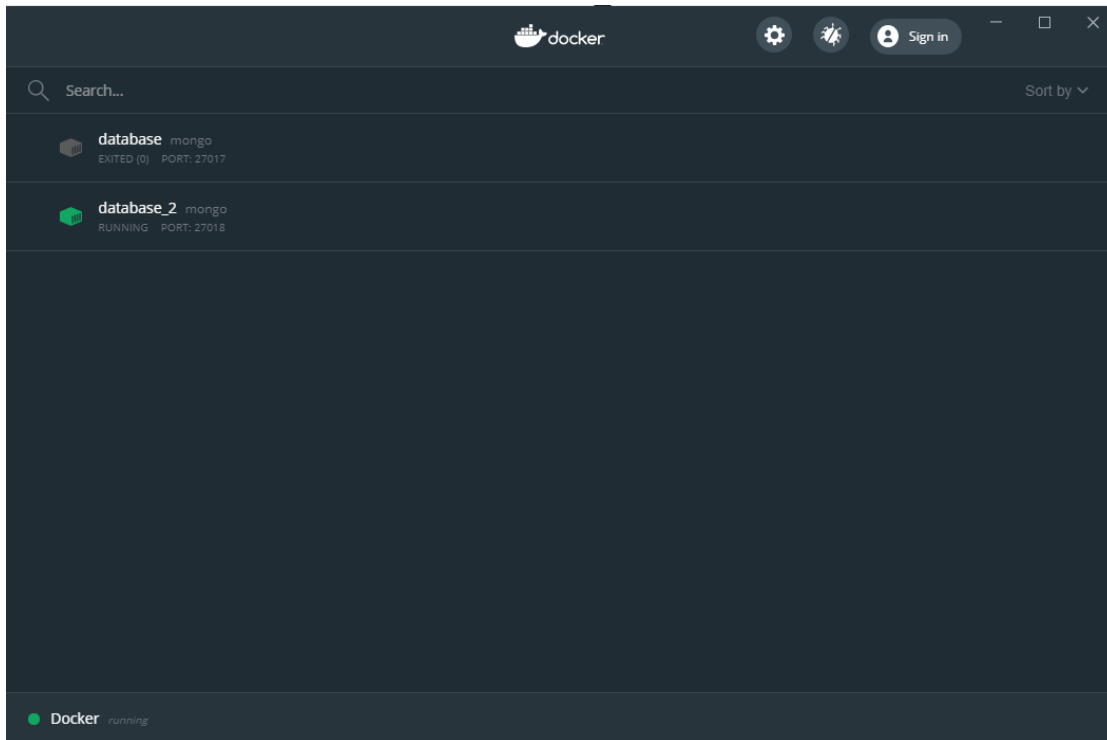 docker
Sign in
Search...
Sort by
database mongo
EXITED (0) PORT: 27017
database_2 mongo
RUNNING PORT: 27018
Docker running